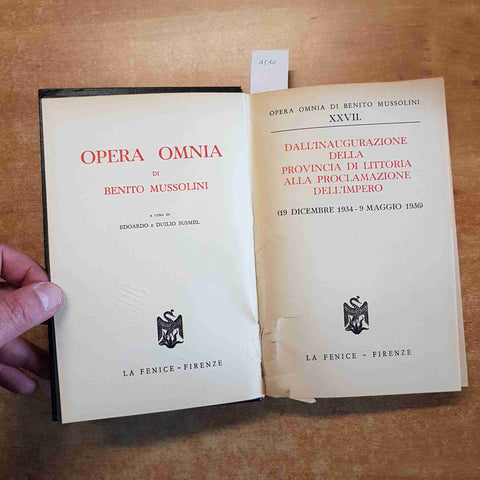 OPERA OMNIA
DI
BENITO MUSSOLINI
A CURA DI
EDOARDO E DUILIO SUSMEL
LA FENICE - FIRENZE
OPERA OMNIA DI BENITO MUSSOLINI
XXVII.
DALL'INAUGURAZIONE
DELLA
PROVINCIA DI LITTORIA
ALLA PROCLAMAZIONE
DELL'IMPERO
(19 DICEMBRE 1934 - 9 MAGGIO 1936)
LA FENICE - FIRENZE